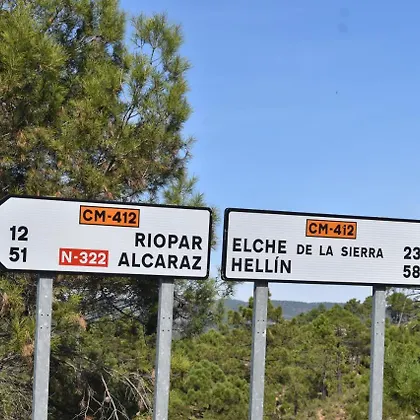 CM-412
12 RIOPAR
51 N-322 ALCARAZ
CM-412
ELCHE DE LA SIERRA 23
HELLÍN 58